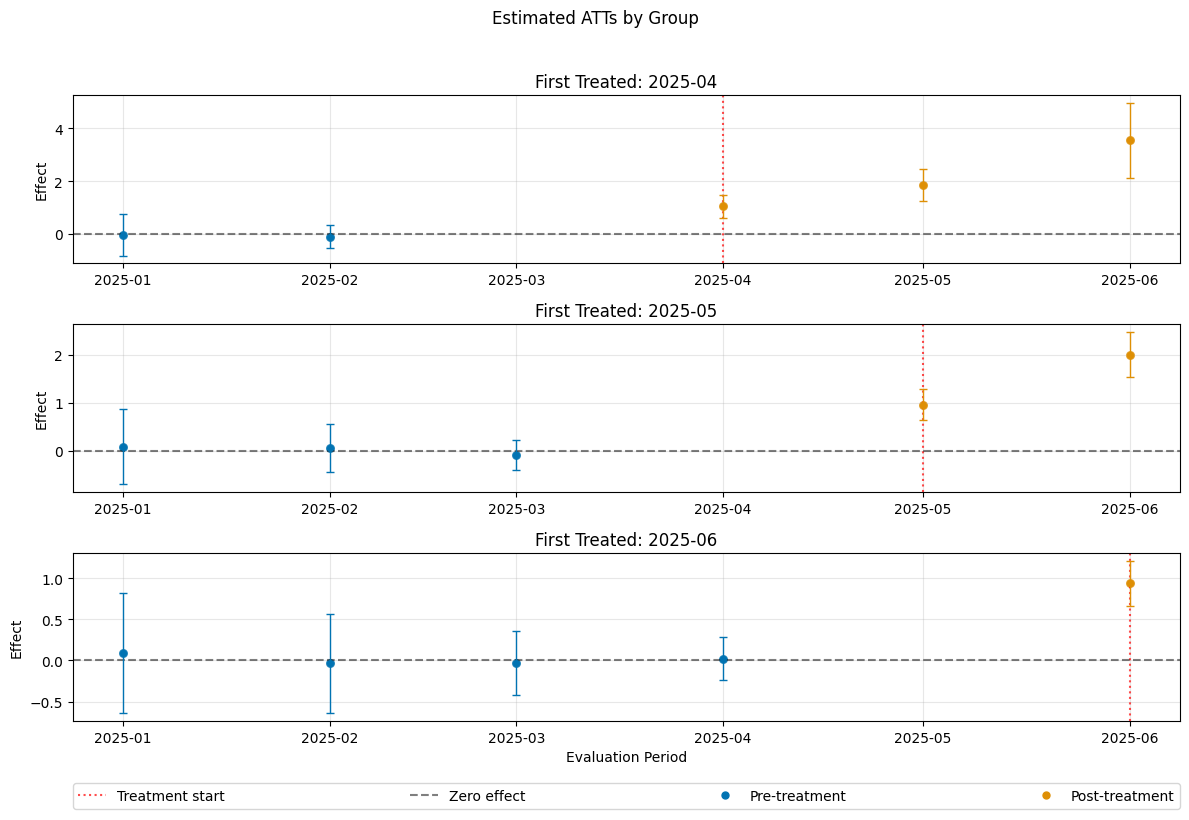 Estimated ATTs by Group
First Treated: 2025-04
Effect
4
2
0
2025-01 2025-02 2025-03 2025-04 2025-05 2025-06
First Treated: 2025-05
Effect
2
1
0
2025-01 2025-02 2025-03 2025-04 2025-05 2025-06
First Treated: 2025-06
Effect
1.0
0.5
0.0
−0.5
2025-01 2025-02 2025-03 2025-04 2025-05 2025-06
Evaluation Period
Treatment start Zero effect Pre-treatment Post-treatment